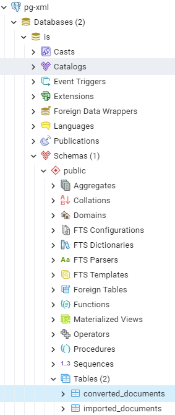 pg-xml
Databases (2)
is
Casts
Catalogs
Event Triggers
Extensions
Foreign Data Wrappers
Languages
Publications
Schemas (1)
public
Aggregates
Collations
Domains
FTS Configurations
FTS Dictionaries
Aa FTS Parsers
FTS Templates
Foreign Tables
Functions
Materialized Views
Operators
Procedures
1..3 Sequences
Tables (2)
converted_documents
imported_documents